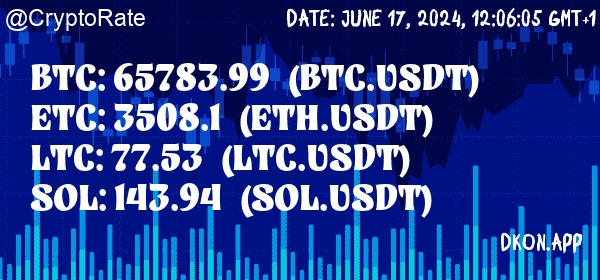 @CryptoRate
DATE: JUNE 17, 2024, 12:06:05 GMT+1
BTC: 65783.99 (BTC.USDT)
ETC: 3508.1 (ETH.USDT)
LTC: 77.53 (LTC.USDT)
SOL: 143.94 (SOL.USDT)
DKON.APP